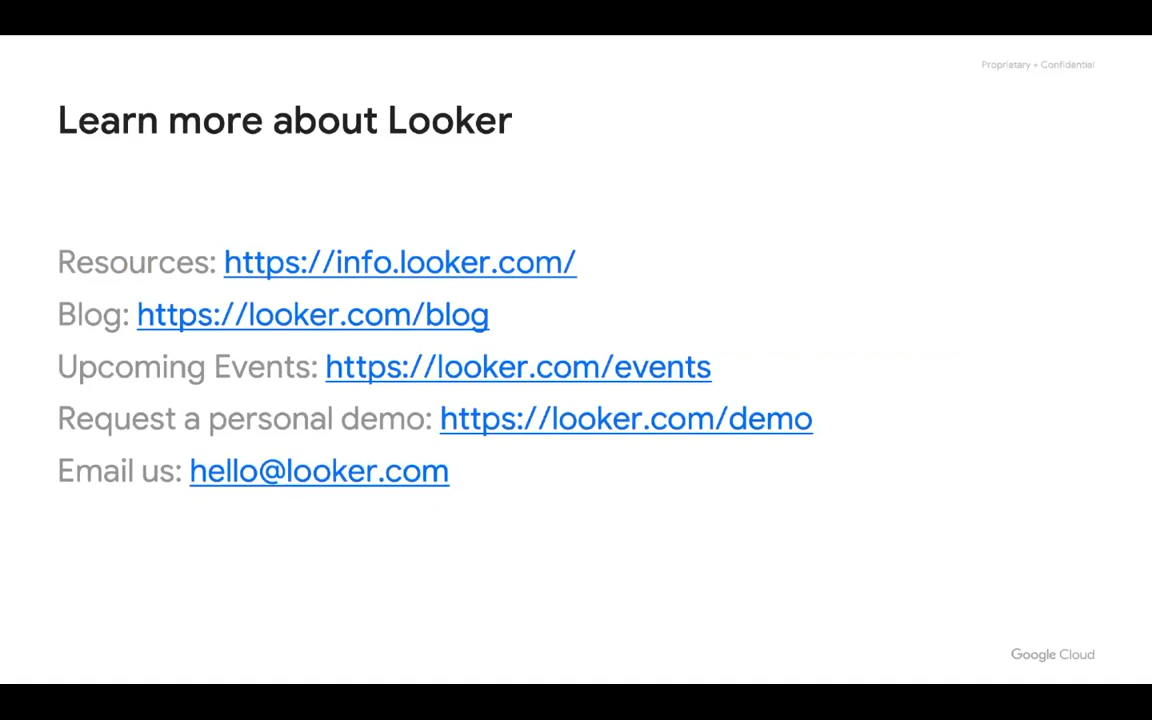 Proprietary + Confidential
Learn more about Looker
Resources: https://info.looker.com/
Blog: https://looker.com/blog
Upcoming Events: https://looker.com/events
Request a personal demo: https://looker.com/demo
Email us: hello@looker.com
Google Cloud